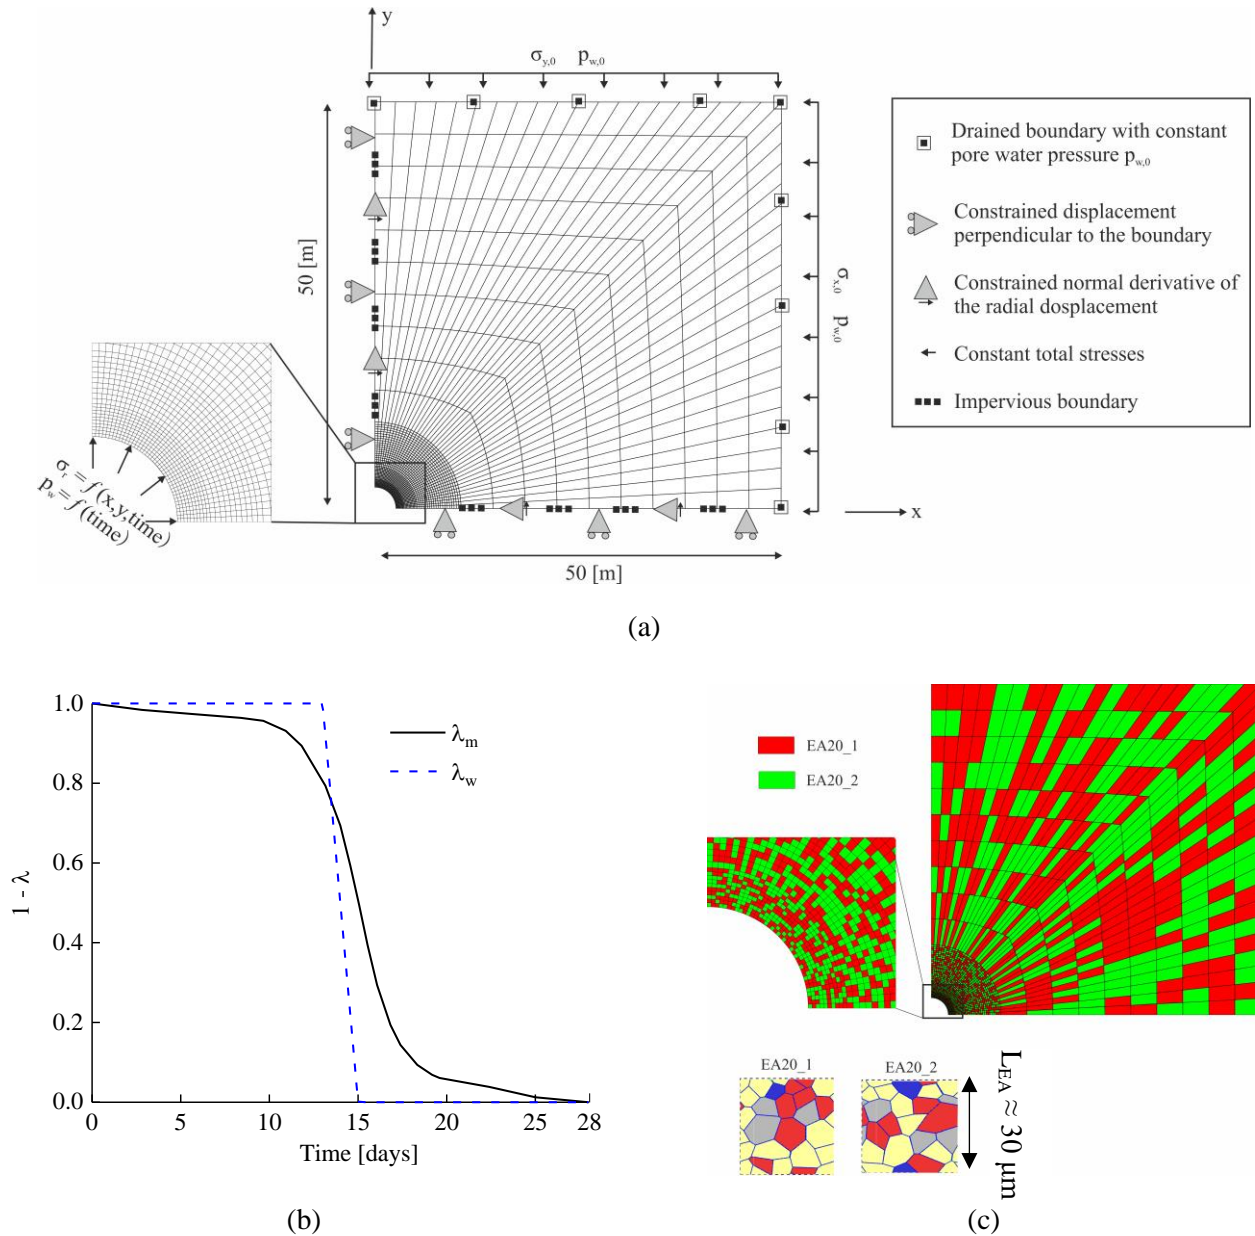 y
σy,0 pw,0
50 [m]
σx,0 pw,0
σr = f (x,y,time)
pw = f (time)
x
50 [m]
Drained boundary with constant
pore water pressure pw,0
Constrained displacement
perpendicular to the boundary
Constrained normal derivative of
the radial dosplacement
Constant total stresses
Impervious boundary
(a)
1.0
0.8
0.6
0.4
0.2
0.0
1 - λ
λm
λw
0 5 10 15 20 25 28
Time [days]
(b)
EA20_1
EA20_2
EA20_1 EA20_2
LEA ≈ 30 μm
(c)